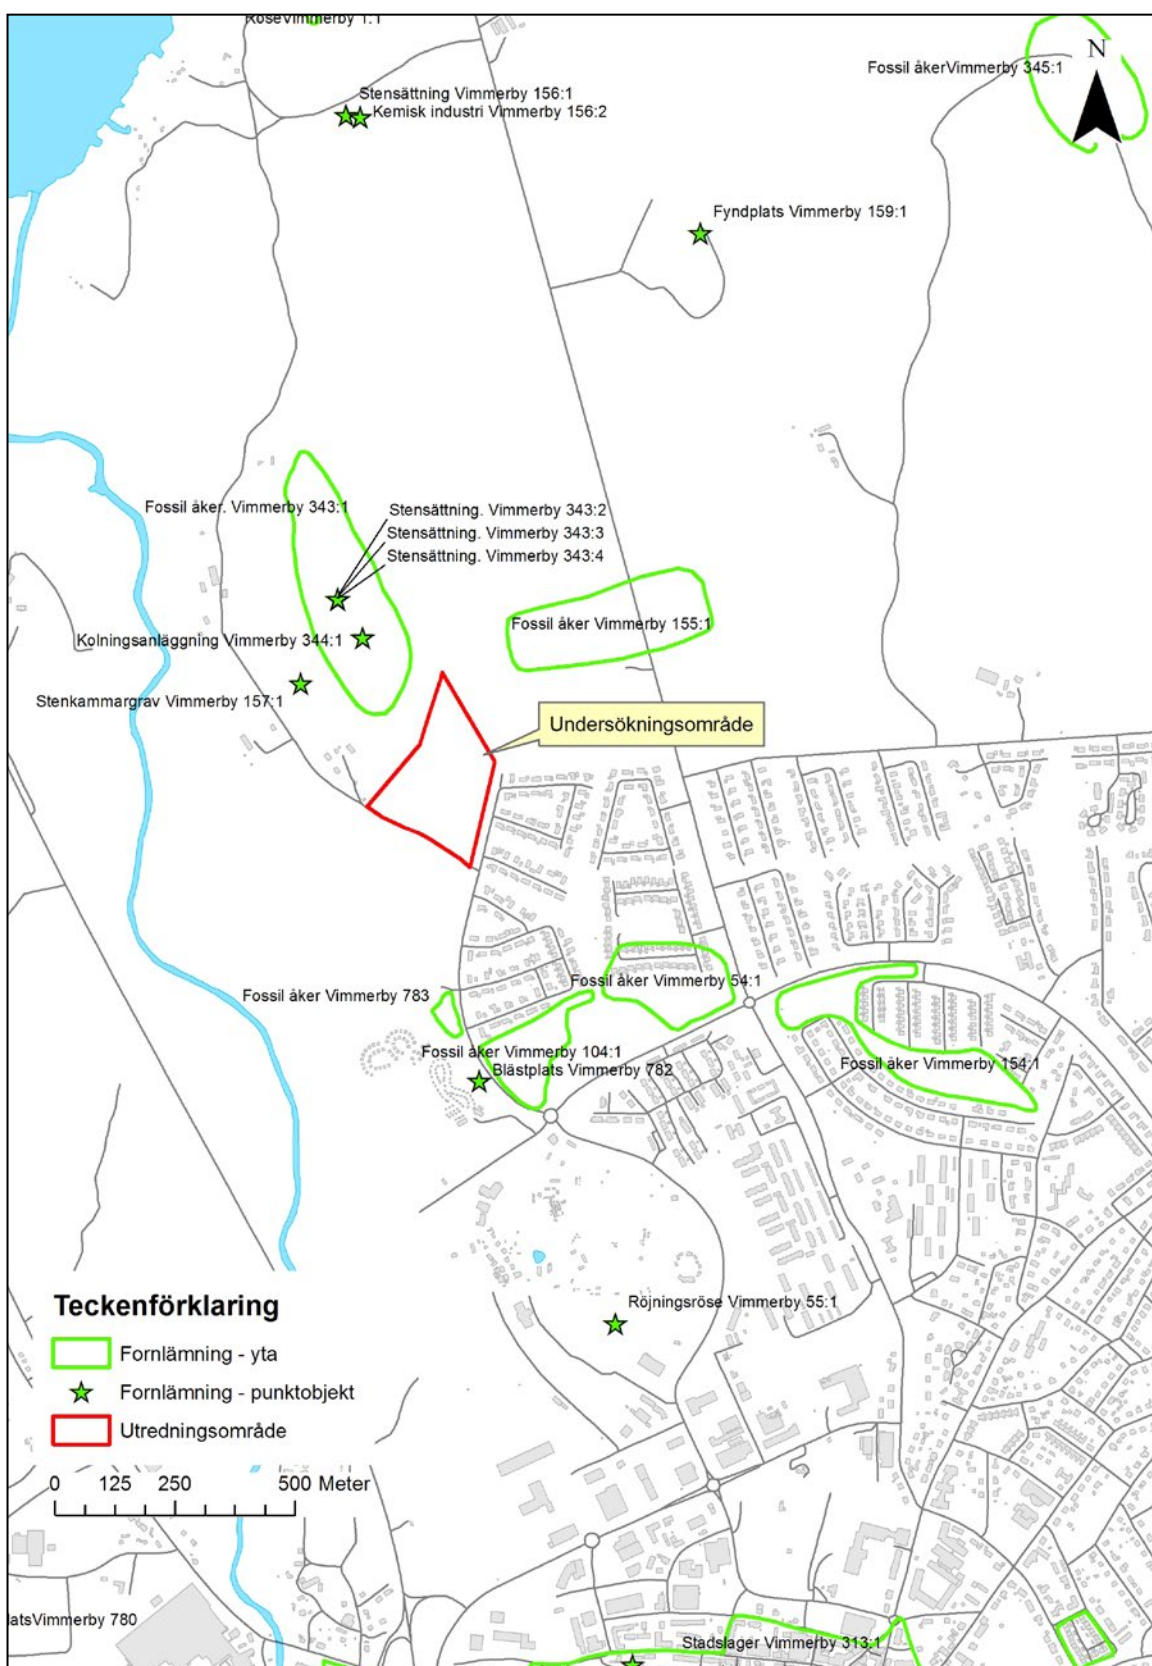 RöseVimmerby 1:1
N
Fossil åkerVimmerby 345:1
Stensättning Vimmerby 156:1
Kemisk industri Vimmerby 156:2
Fyndplats Vimmerby 159:1
Fossil åker. Vimmerby 343:1
Stensättning. Vimmerby 343:2
Stensättning. Vimmerby 343:3
Stensättning. Vimmerby 343:4
Fossil åker Vimmerby 155:1
Kolningsanläggning Vimmerby 344:1
Stenkammargrav Vimmerby 157:1
Undersökningsområde
Fossil åker Vimmerby 54:1
Fossil åker Vimmerby 783
Fossil åker Vimmerby 104:1
Blästplats Vimmerby 782
Fossil åker Vimmerby 154:1
Röjningsröse Vimmerby 55:1
Teckenförklaring
Fornlämning - yta
Fornlämning - punktobjekt
Utredningsområde
0 125 250 500 Meter
latsVimmerby 780
Stadslager Vimmerby 313:1